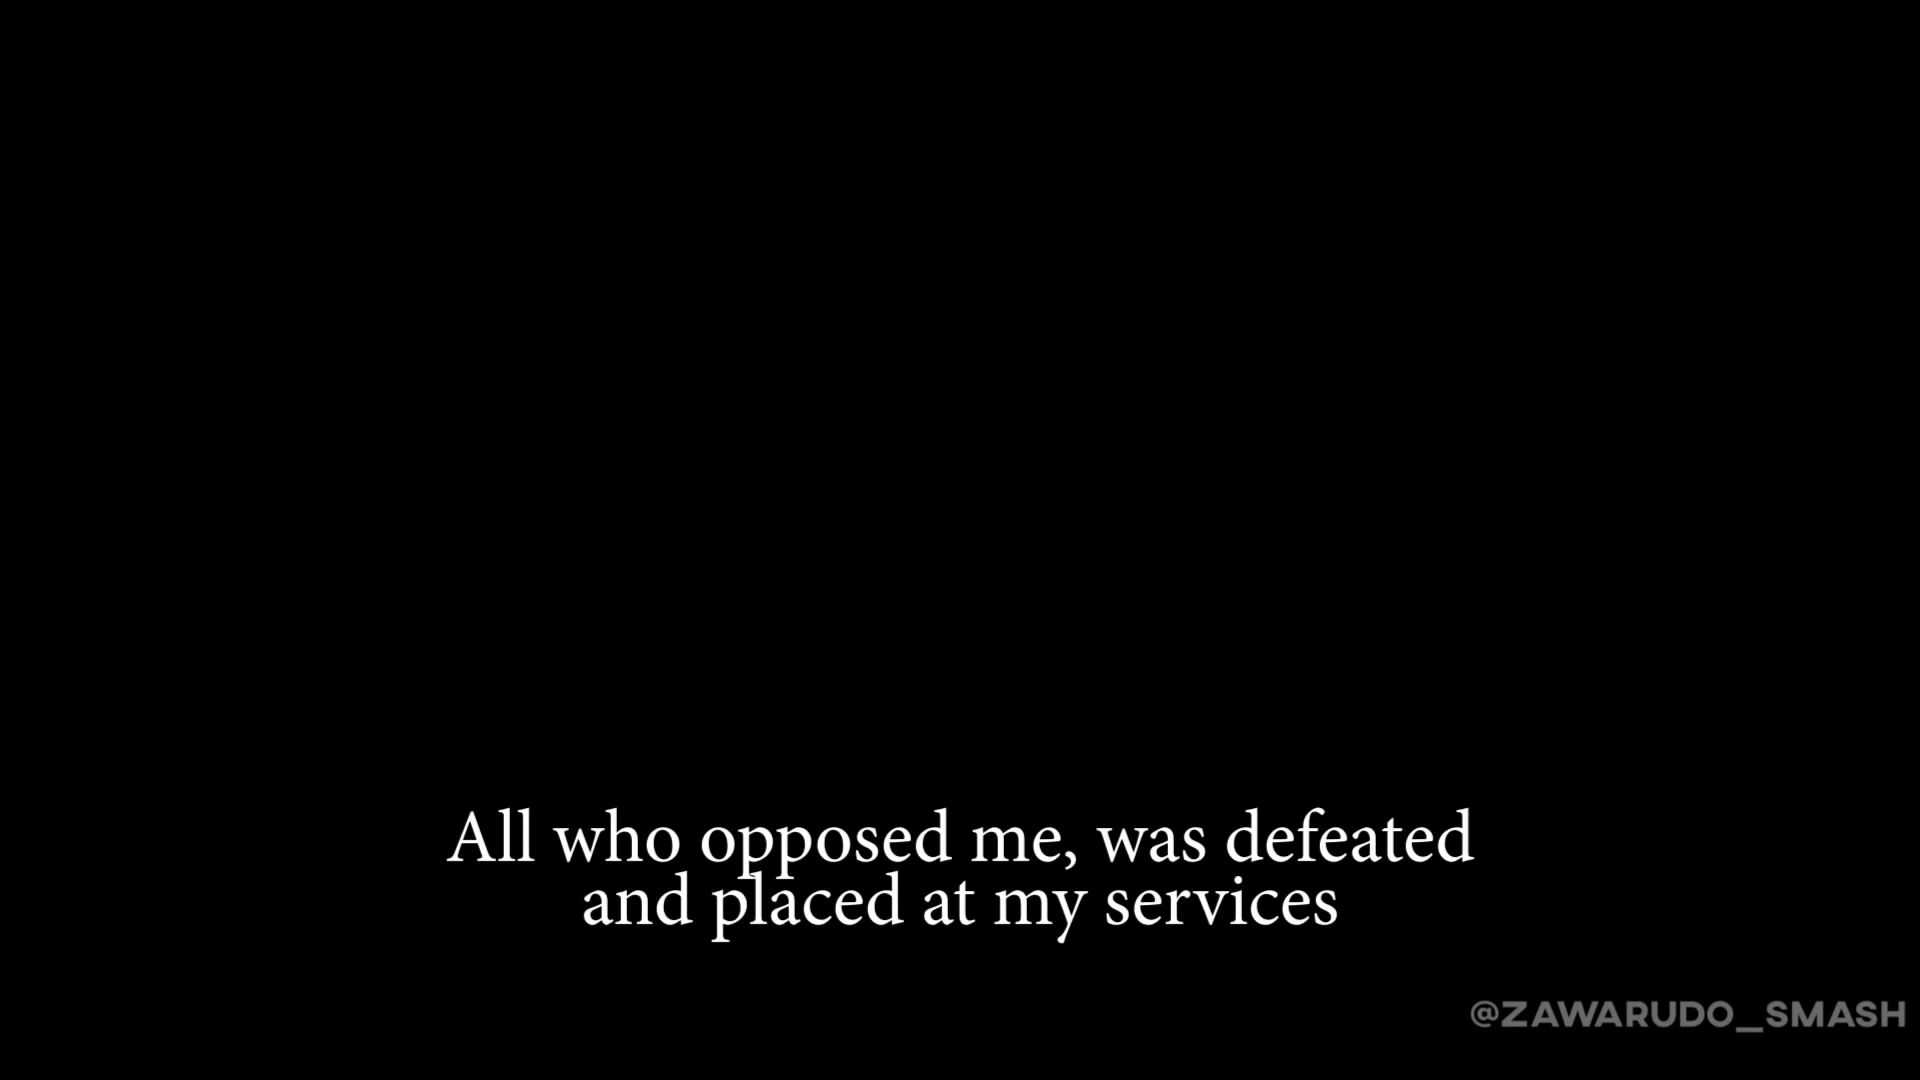 All who opposed me, was defeated
and placed at my services
@ZAWARUDO_SMASH